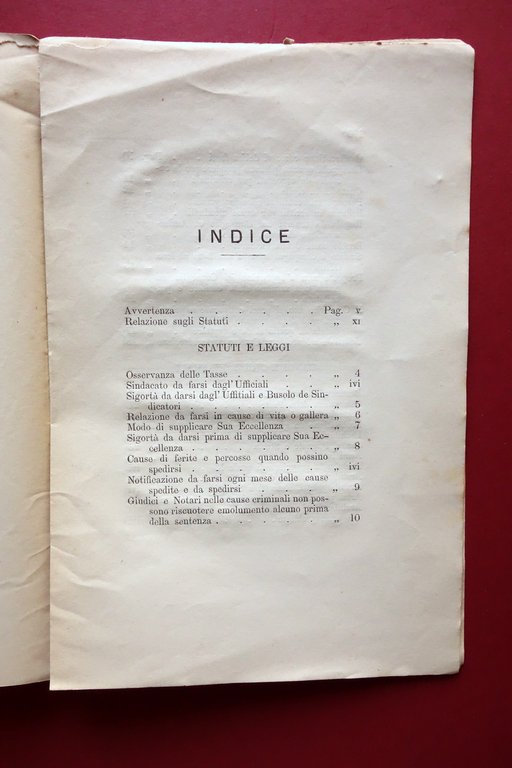 INDICE
Avvertenza . . . . . . Pag. v
Relazione sugli Statuti . . . . „ xi
STATUTI E LEGGI
Osservanza delle Tasse . . . . „ 4
Sindacato da farsi dagl' Ufficiali . . . „ ivi
Sigortà da darsi dagl' Uffitiali e Busolo de Sin-
dicatori . . . . . . „ 5
Relazione da farsi in cause di vita o gallera „ 6
Modo di supplicare Sua Eccellenza . . „ 7
Sigortà da darsi prima di supplicare Sua Ec-
cellenza . . . . . . . „ 8
Cause di ferite e percosse quando possino
spedirsi . . . . . . „ ivi
Notificazione da farsi ogni mese delle cause
spedite e da spedirsi . . . . „ 9
Giudici e Notari nelle cause criminali non pos-
sono riscuotere emolumento alcuno prima
della sentenza . . . . . . „ 10